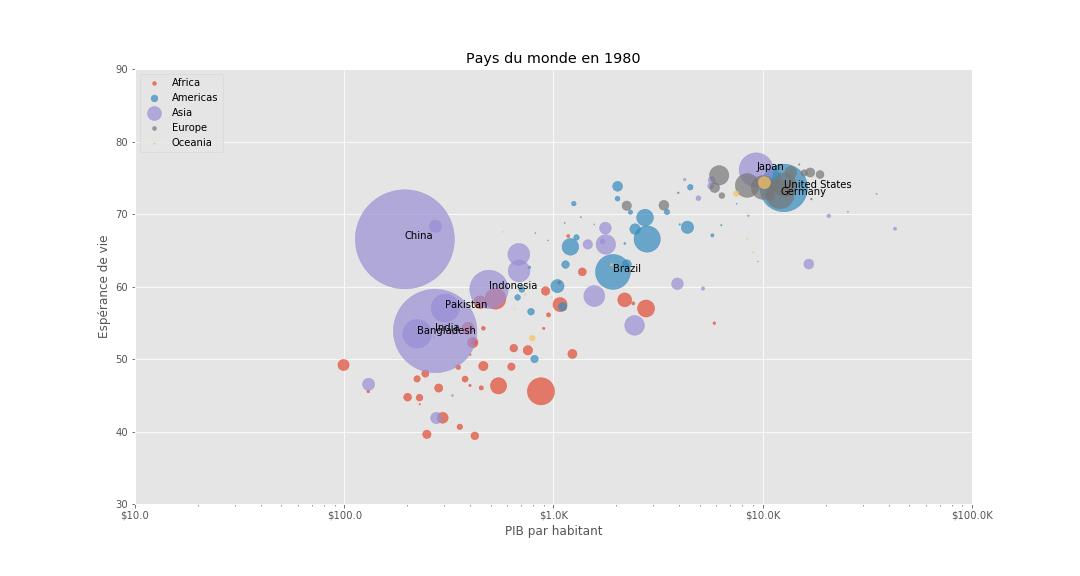 Pays du monde en 1980
90
80
70
60
50
40
30
Espérance de vie
Africa
Americas
Asia
Europe
Oceania
Japan
United States
Germany
China
Brazil
Indonesia
Pakistan
India
Bangladesh
$10.0
$100.0
$1.0K
$10.0K
$100.0K
PIB par habitant